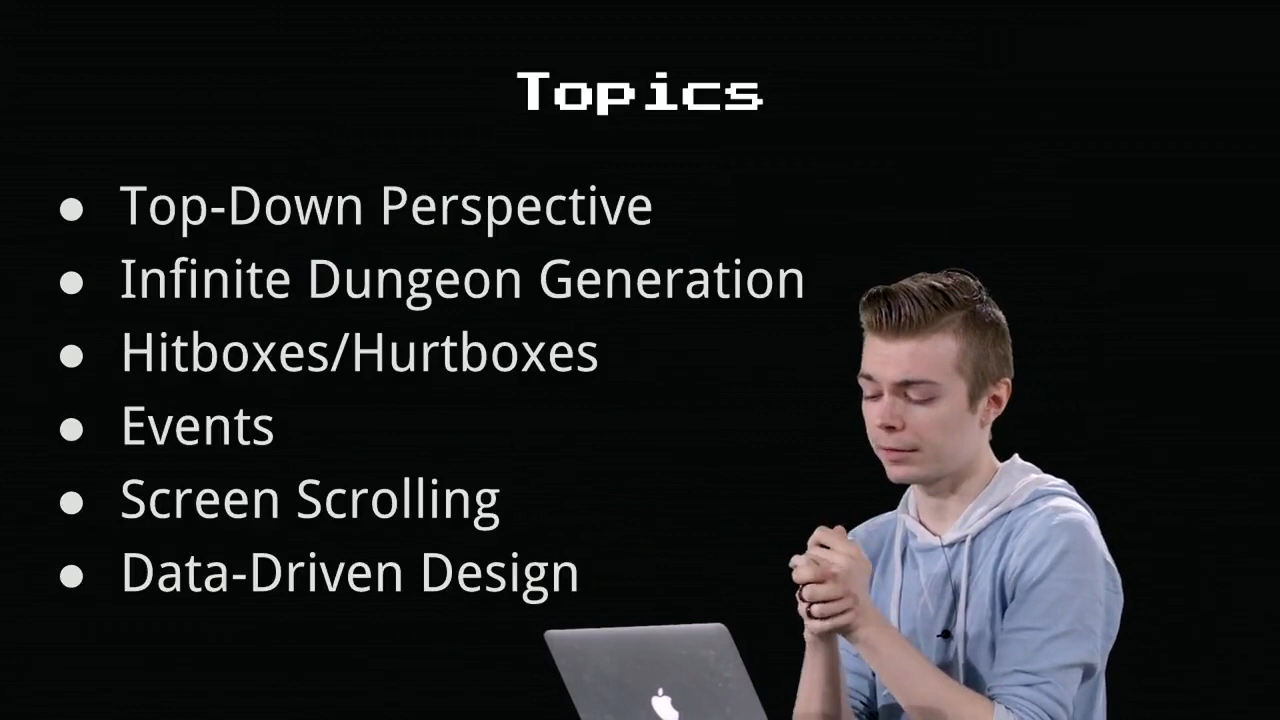 Topics
● Top-Down Perspective
● Infinite Dungeon Generation
● Hitboxes/Hurtboxes
● Events
● Screen Scrolling
● Data-Driven Design